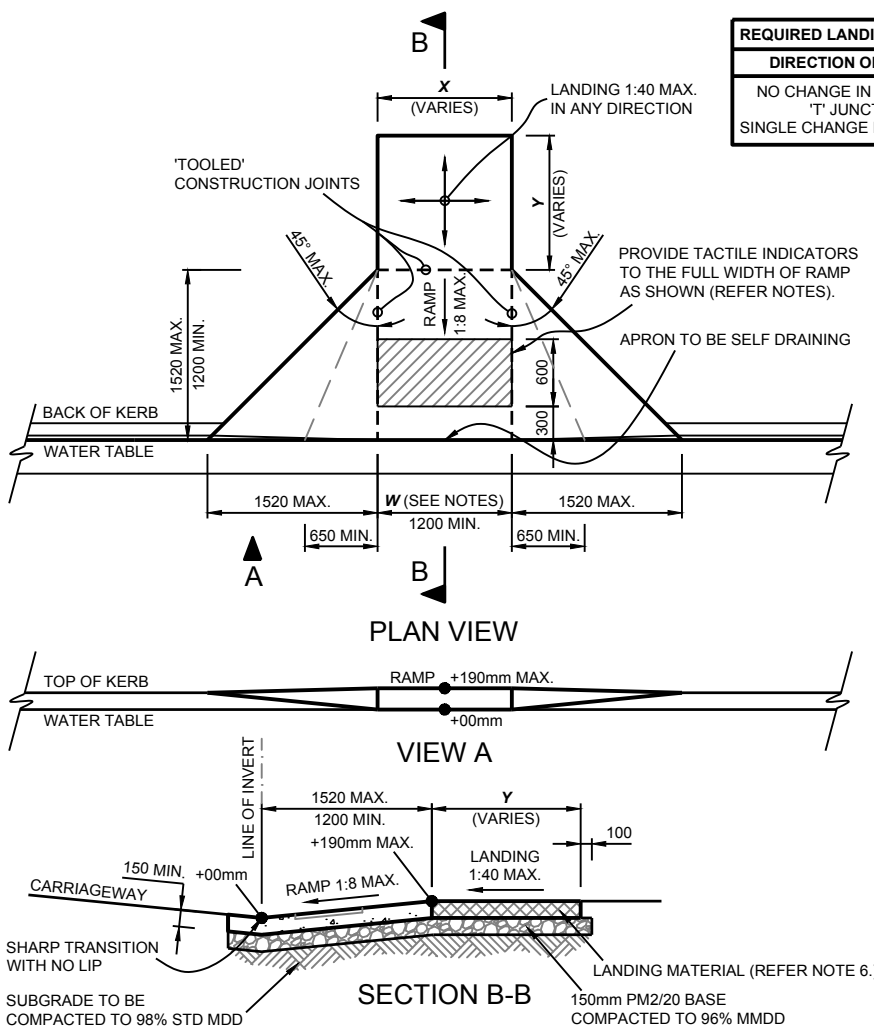 B
REQUIRED LANDI
DIRECTION O
NO CHANGE IN
'T' JUNCT
SINGLE CHANGE
X
(VARIES)
LANDING 1:40 MAX.
IN ANY DIRECTION
'TOOLED'
CONSTRUCTION JOINTS
Y
(VARIES)
45° MAX.
45° MAX.
PROVIDE TACTILE INDICATORS
TO THE FULL WIDTH OF RAMP
AS SHOWN (REFER NOTES).
RAMP
1:8 MAX.
1520 MAX.
1200 MIN.
APRON TO BE SELF DRAINING
600
300
BACK OF KERB
WATER TABLE
1520 MAX.
W (SEE NOTES)
1200 MIN.
1520 MAX.
650 MIN.
650 MIN.
A
B
PLAN VIEW
TOP OF KERB
RAMP
+190mm MAX.
WATER TABLE
+00mm
VIEW A
LINE OF INVERT
1520 MAX.
1200 MIN.
Y
(VARIES)
100
+190mm MAX.
150 MIN.
+00mm
LANDING
1:40 MAX.
CARRIAGEWAY
RAMP 1:8 MAX.
SHARP TRANSITION
WITH NO LIP
LANDING MATERIAL (REFER NOTE 6.
SUBGRADE TO BE
COMPACTED TO 98% STD MDD
SECTION B-B
150mm PM2/20 BASE
COMPACTED TO 96% MMDD